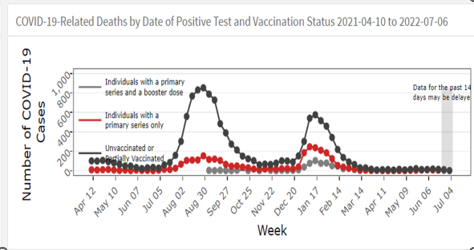 COVID-19-Related Deaths by Date of Positive Test and Vaccination Status 2021-04-10 to 2022-07-06
Number of COVID-19
Cases
1,000
800
600
400
200
0
Individuals with a primary
series and a booster dose
Individuals with a
primary series only
Unvaccinated or
Partially Vaccinated
Data for the past 14
days may be delaye
Apr 12
May 10
Jun 07
Jul 05
Aug 02
Aug 30
Sep 27
Oct 25
Nov 22
Dec 20
Jan 17
Feb 14
Mar 14
Apr 11
May 09
Jun 06
Jul 04
Week